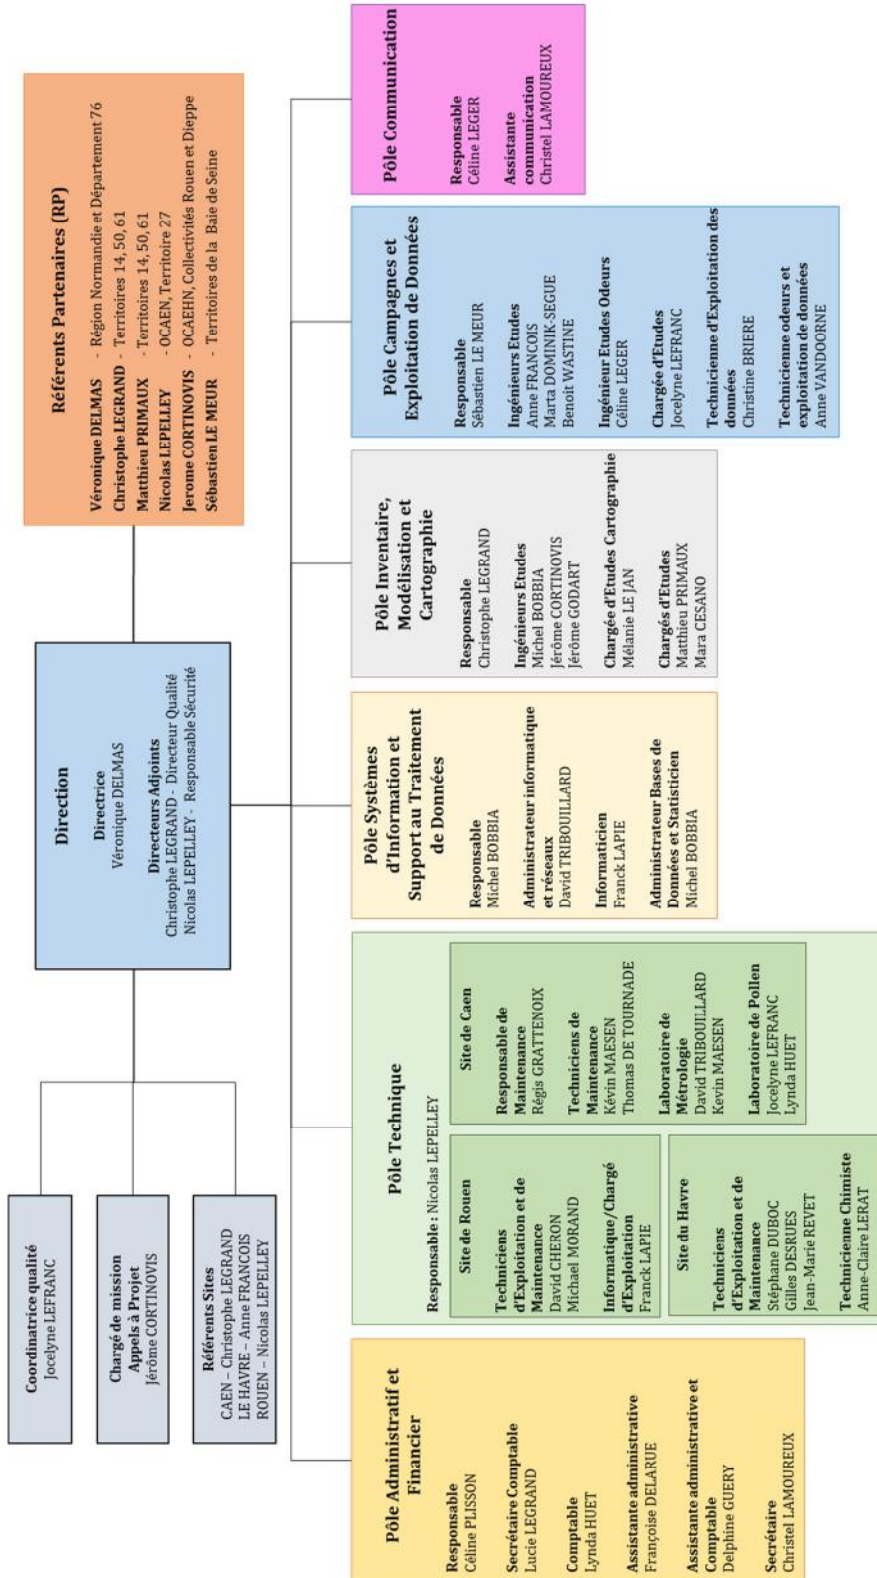 Coordinatrice qualité
Jocelyne LEFRANC
Chargé de mission
Appels à Projet
Jérôme CORTINOVIS
Référents Sites
CAEN – Christophe LEGRAND
LE HAVRE – Anne FRANCOIS
ROUEN – Nicolas LEPELLEY
Direction
Directrice
Véronique DELMAS
Directeurs Adjoints
Christophe LEGRAND - Directeur Qualité
Nicolas LEPELLEY - Responsable Sécurité
Référents Partenaires (RP)
Véronique DELMAS - Région Normandie et Département 76
Christophe LEGRAND - Territoires 14, 50, 61
Matthieu PRIMAUX - Territoires 14, 50, 61
Nicolas LEPELLEY - OCAEN, Territoire 27
Jerome CORTINOVIS - OCAEHN, Collectivités Rouen et Dieppe
Sébastien LE MEUR - Territoires de la Baie de Seine
Pôle Administratif et
Financier
Responsable
Céline PLISSON
Secrétaire Comptable
Lucie LEGRAND
Comptable
Lynda HUET
Assistante administrative
Françoise DELARUE
Assistante administrative et
Comptable
Delphine GUERY
Secrétaire
Christel LAMOUREUX
Pôle Technique
Responsable : Nicolas LEPELLEY
Site de Rouen
Techniciens
d'Exploitation et de
Maintenance
David CHERON
Michael MORAND
Informatique/Chargé
d'Exploitation
Franck LAPIE
Site du Havre
Techniciens
d'Exploitation et de
Maintenance
Stéphane DUBOC
Gilles DESRUES
Jean-Marie REVET
Technicienne Chimiste
Anne-Claire LERAT
Site de Caen
Responsable de
Maintenance
Régis GRATTENOIX
Techniciens de
Maintenance
Kévin MAESEN
Thomas DE TOURNADE
Laboratoire de
Métrologie
David TRIBOUILLARD
Kevin MAESEN
Laboratoire de Pollen
Jocelyne LEFRANC
Lynda HUET
Pôle Systèmes
d'Information et
Support au Traitement
de Données
Responsable
Michel BOBBIA
Administrateur informatique
et réseaux
David TRIBOUILLARD
Informaticien
Franck LAPIE
Administrateur Bases de
Données et Statisticien
Michel BOBBIA
Pôle Inventaire,
Modélisation et
Cartographie
Responsable
Christophe LEGRAND
Ingénieurs Etudes
Michel BOBBIA
Jérôme CORTINOVIS
Jérôme GODART
Chargée d'Etudes Cartographie
Mélanie LE JAN
Chargés d'Etudes
Matthieu PRIMAUX
Mara CESANO
Pôle Campagnes et
Exploitation de Données
Responsable
Sébastien LE MEUR
Ingénieurs Etudes
Anne FRANCOIS
Marta DOMINIK-SEGUE
Benoit WASTINE
Ingénieur Etudes Odeurs
Céline LEGER
Chargée d'Etudes
Jocelyne LEFRANC
Technicienne d'Exploitation des
données
Christine BRIERE
Technicienne odeurs et
exploitation de données
Anne VANDOORNE
Pôle Communication
Responsable
Céline LEGER
Assistante
communication
Christel LAMOUREUX